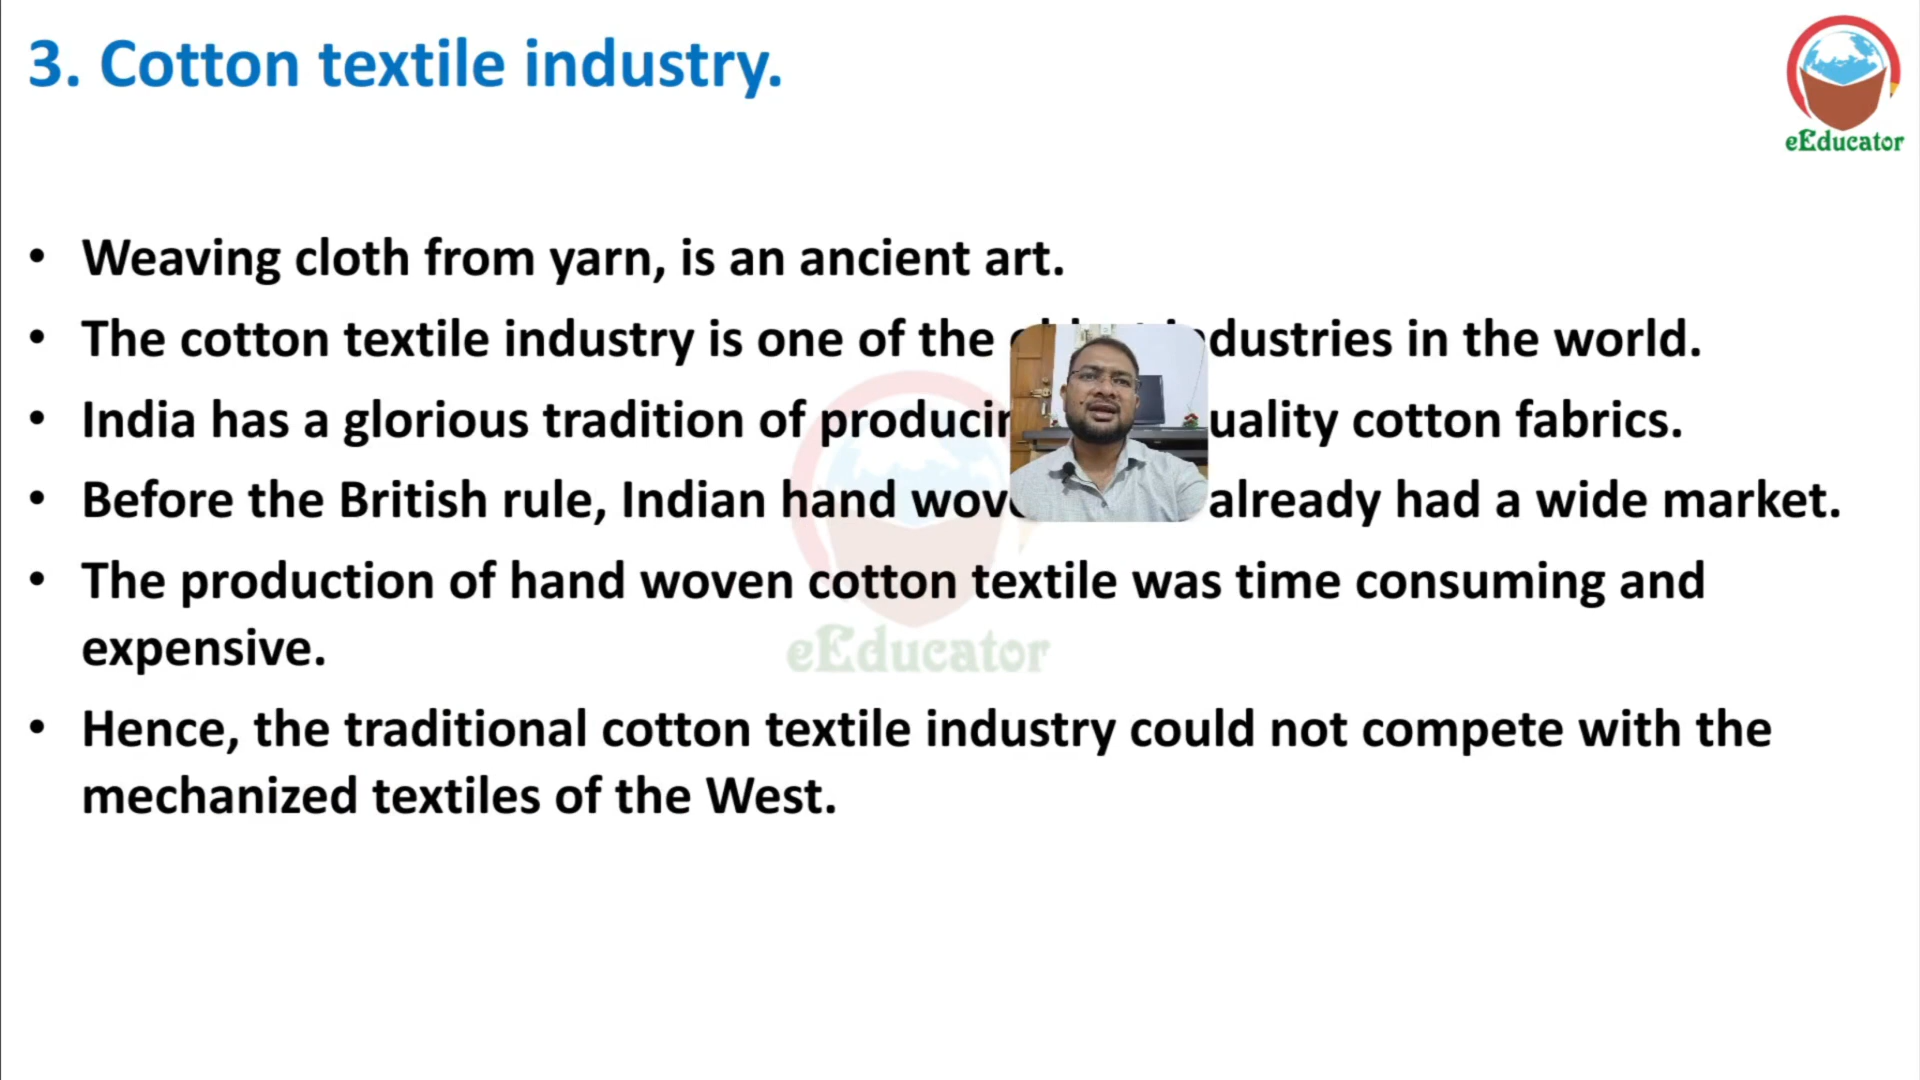 3. Cotton textile industry.
eEducator
• Weaving cloth from yarn, is an ancient art.
• The cotton textile industry is one of the industries in the world.
• India has a glorious tradition of quality cotton fabrics.
• Before the British rule, Indian hand already had a wide market.
• The production of hand woven cotton textile was time consuming and
expensive.
eEducator
• Hence, the traditional cotton textile industry could not compete with the
mechanized textiles of the West.